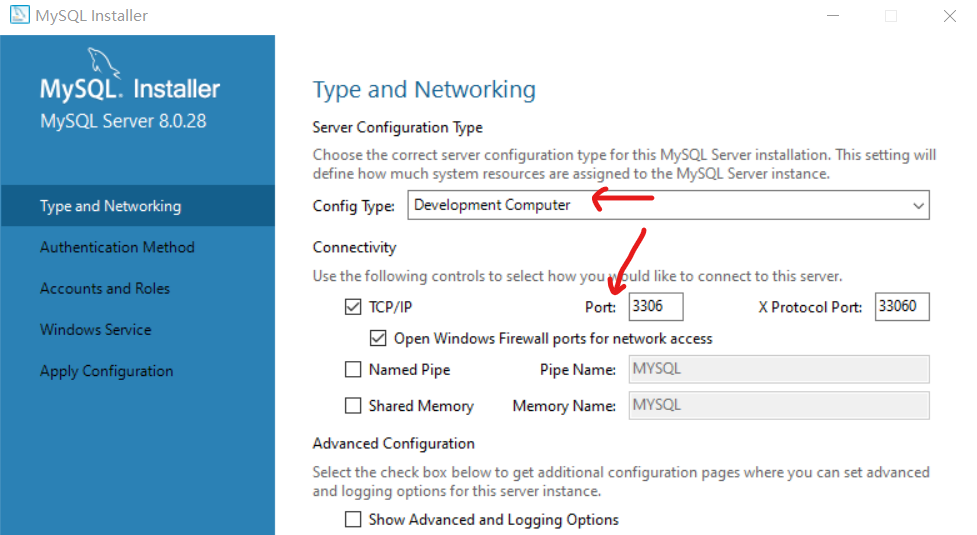 MySQL Installer
MySQL. Installer
MySQL Server 8.0.28
Type and Networking
Authentication Method
Accounts and Roles
Windows Service
Apply Configuration
Type and Networking
Server Configuration Type
Choose the correct server configuration type for this MySQL Server installation. This setting will
define how much system resources are assigned to the MySQL Server instance.
Config Type: Development Computer
Connectivity
Use the following controls to select how you would like to connect to this server.
TCP/IP Port: 3306 X Protocol Port: 33060
Open Windows Firewall ports for network access
Named Pipe Pipe Name: MYSQL
Shared Memory Memory Name: MYSQL
Advanced Configuration
Select the check box below to get additional configuration pages where you can set advanced
and logging options for this server instance.
Show Advanced and Logging Options